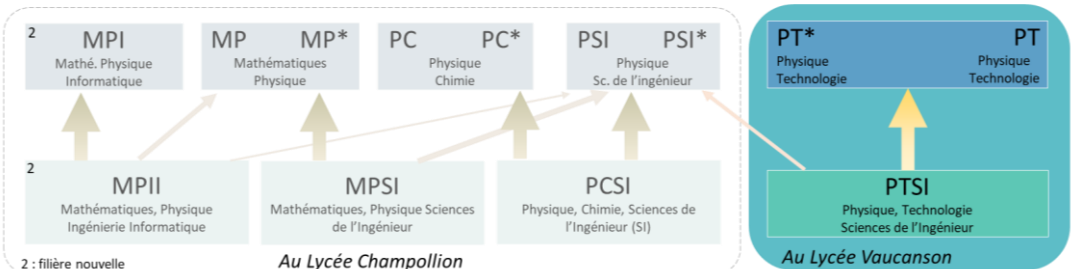 2
MPI
Mathé. Physique
Informatique
MP MP*
Mathématiques
Physique
PC PC*
Physique
Chimie
PSI PSI*
Physique
Sc. de l'ingénieur
PT* PT
Physique Physique
Technologie Technologie
2
MPII
Mathématiques, Physique
Ingénierie Informatique
MPSI
Mathématiques, Physique Sciences
de l'Ingénieur
PCSI
Physique, Chimie, Sciences de
l'Ingénieur (SI)
PTSI
Physique, Technologie
Sciences de l'Ingénieur
2 : filière nouvelle
Au Lycée Champollion
Au Lycée Vaucanson